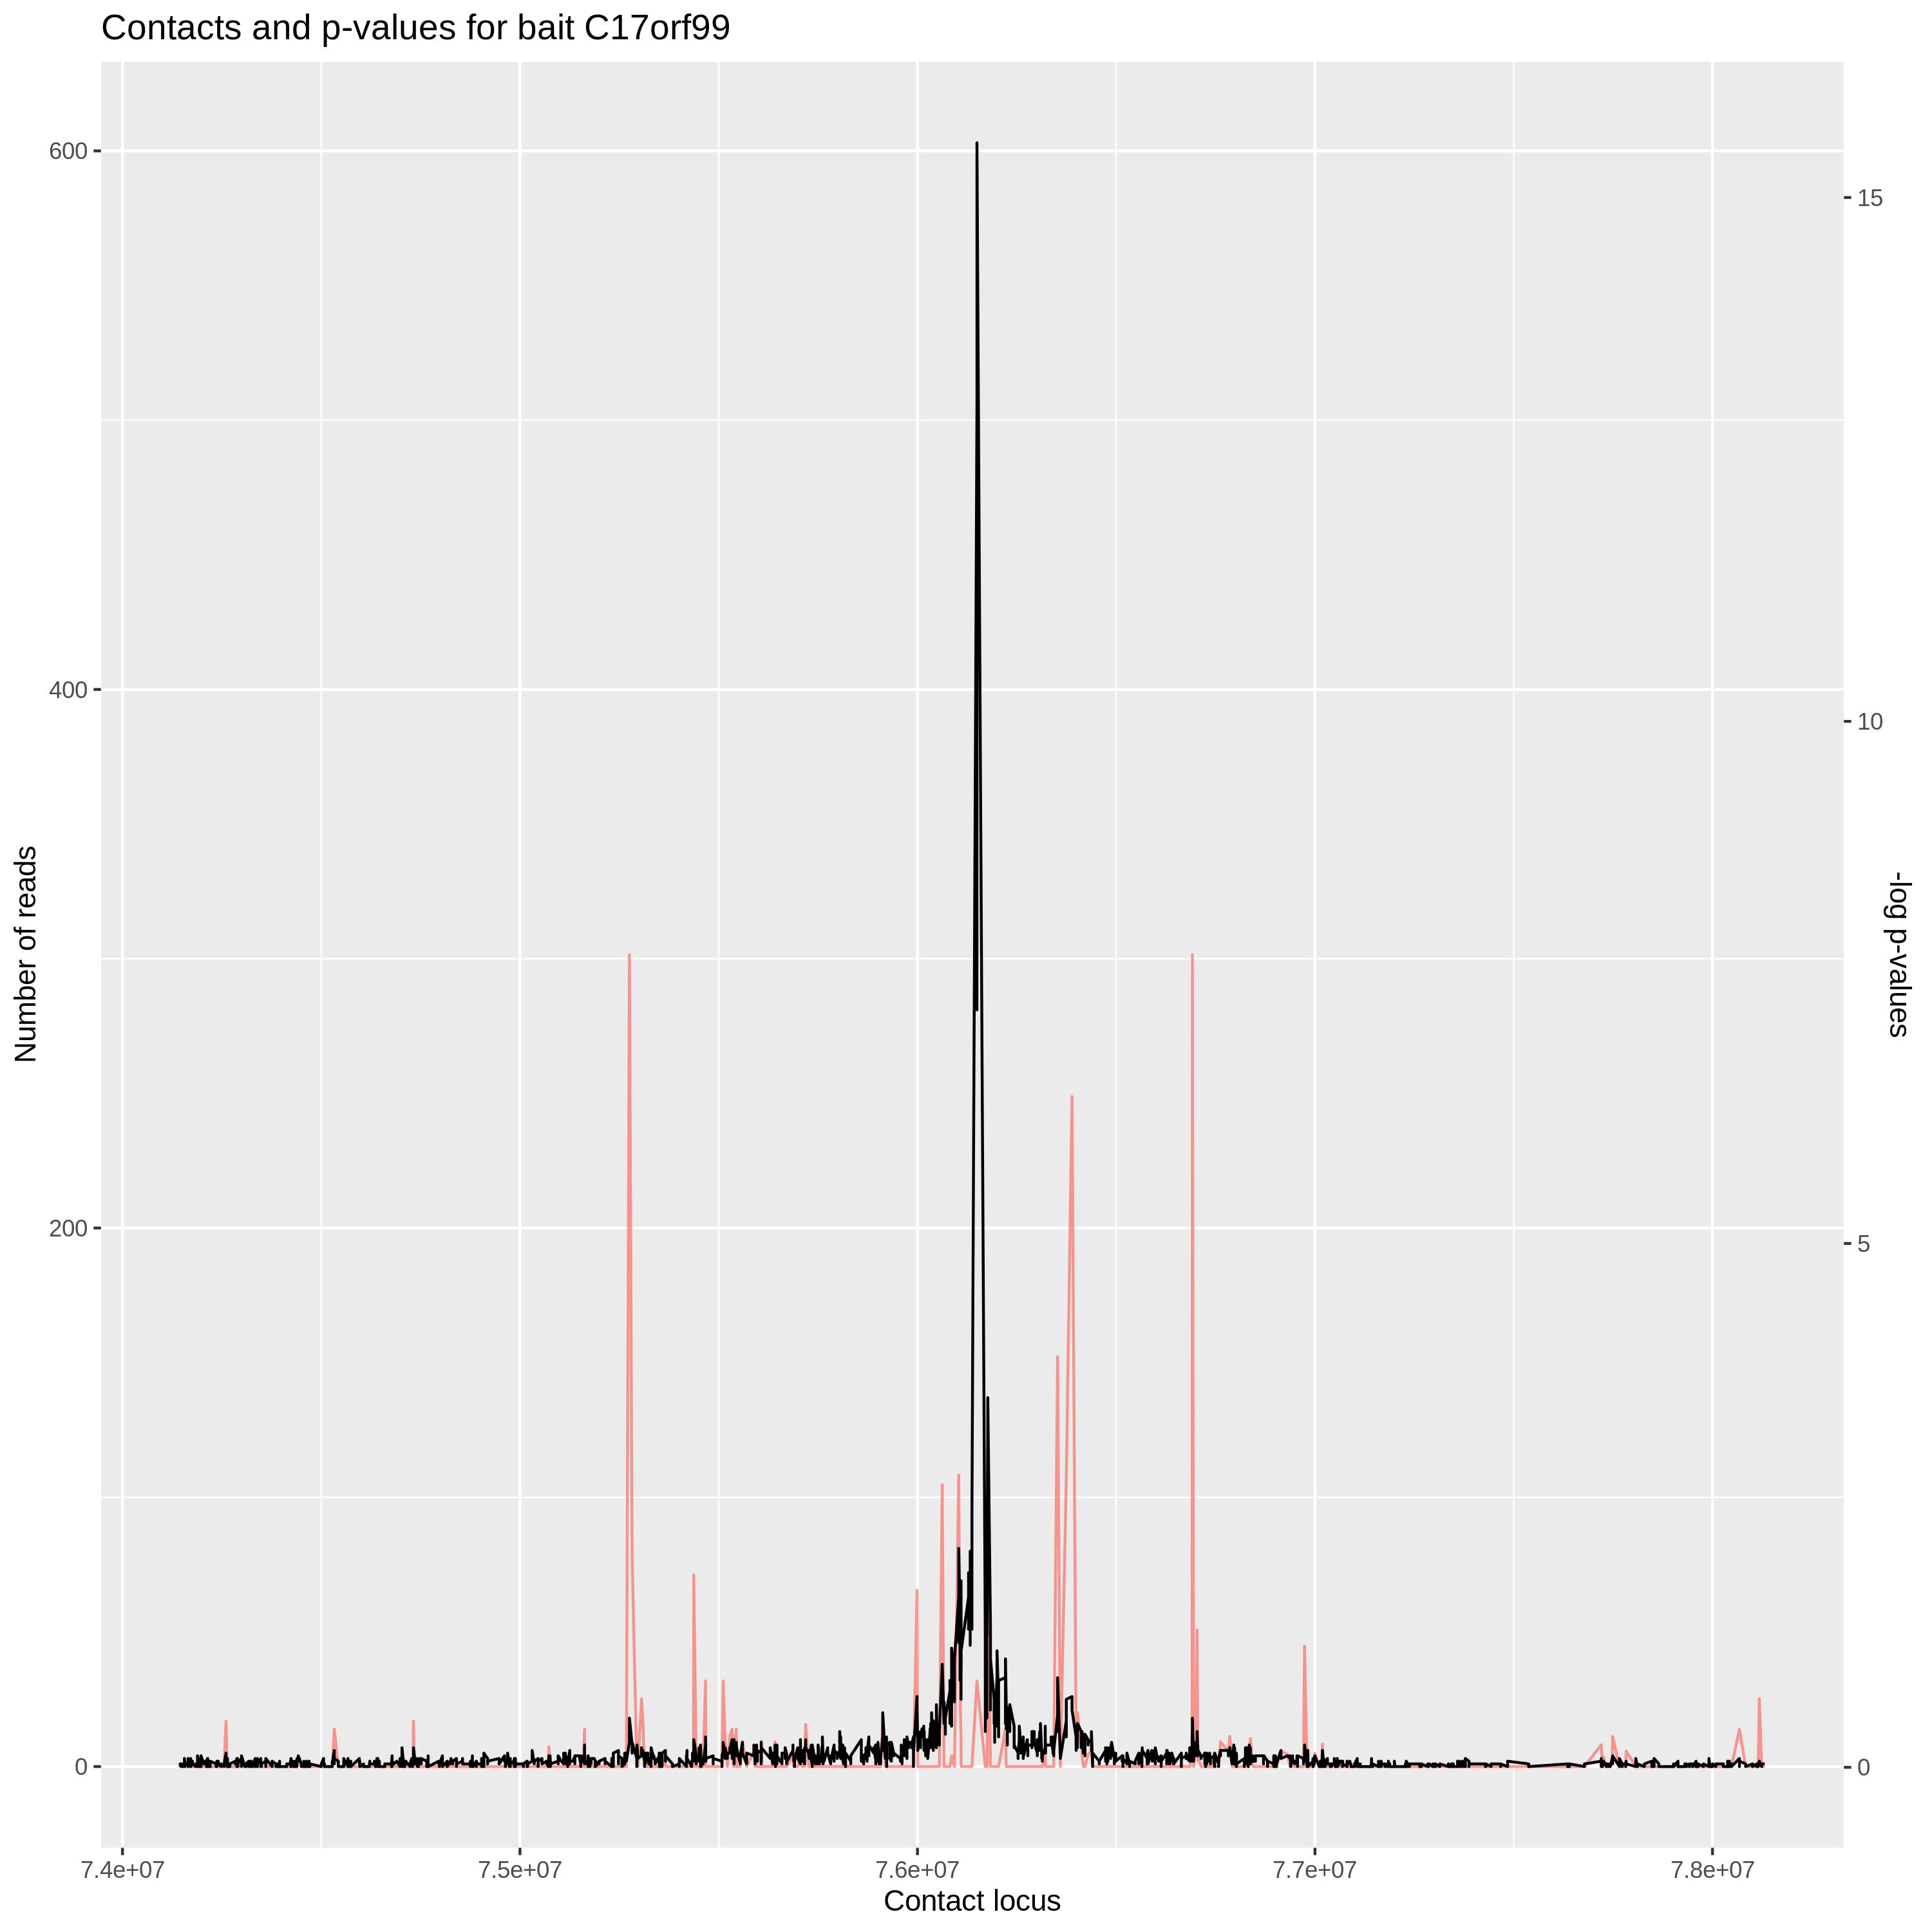 Contacts and p-values for bait C17orf99
600
400
200
0
Number of reads
15
10
5
0
-log p-values
7.4e+07
7.5e+07
7.6e+07
7.7e+07
7.8e+07
Contact locus